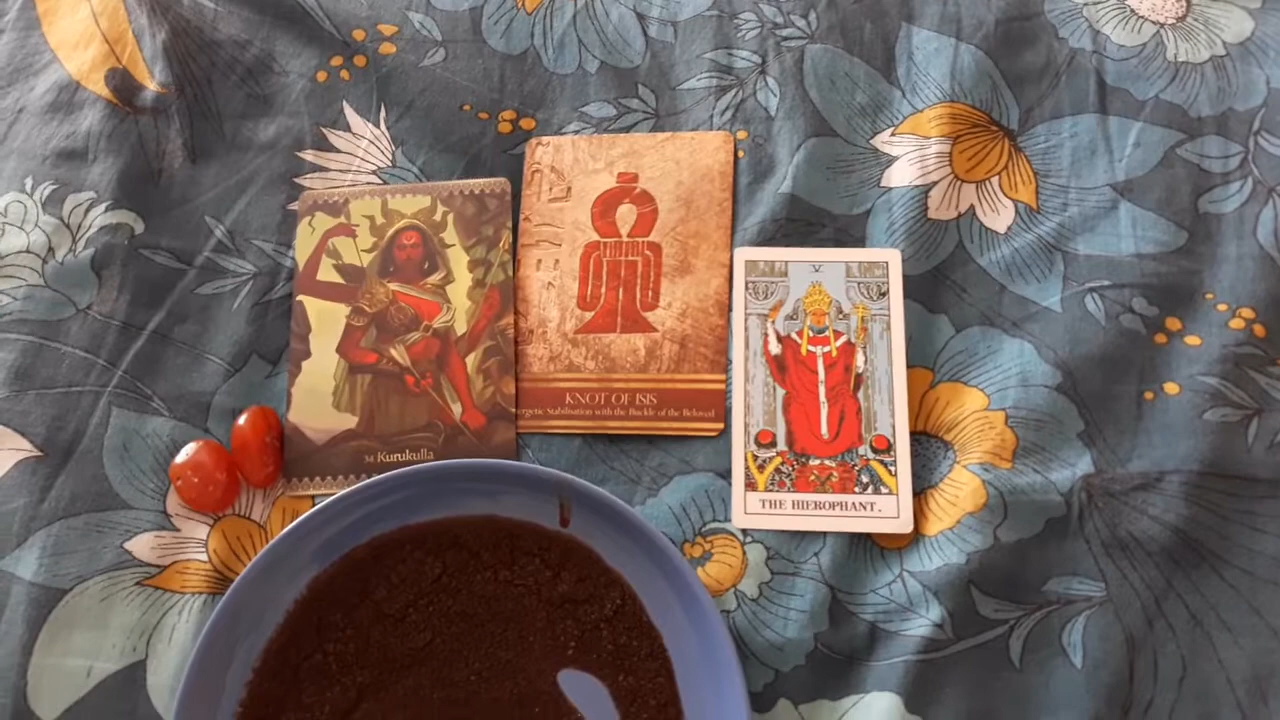 34 Kurukulla
KNOT OF ISIS
ergetic Stabilisation with the Buckle of the Beloved
V
THE HIEROPHANT.